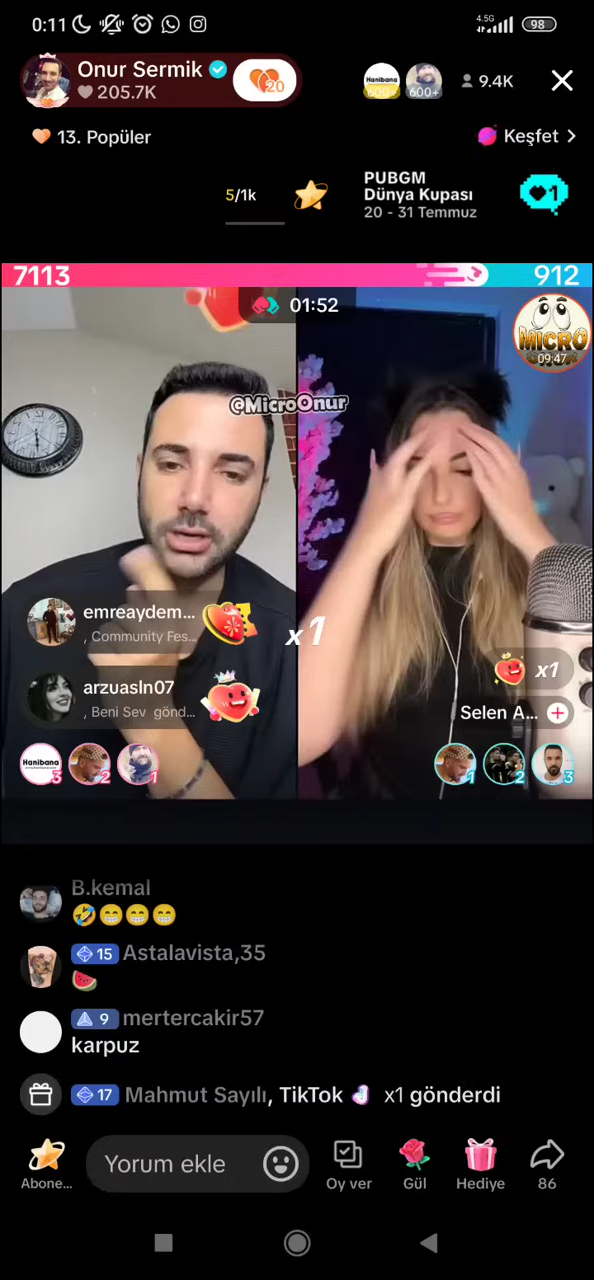 0:11
4.5G
98
Onur Sermik
205.7K
20
Hanibana
600+
600+
9.4K
13. Popüler
Keşfet
5/1k
PUBGM
Dünya Kupası
20 - 31 Temmuz
1
7113
912
01:52
MICRO
09:47
@MicroOnur
emreaydem...
, Community Fes...
x1
arzuasln07
, Beni Sev gönd...
x1
Selen A...
Hanibana
3
2
1
1
2
3
B.kemal
🤣😁😁😁
15 Astalavista,35
🍉
9 mertercakir57
karpuz
17 Mahmut Sayılı, TikTok x1 gönderdi
Abone...
Yorum ekle
Oy ver
Gül
Hediye
86